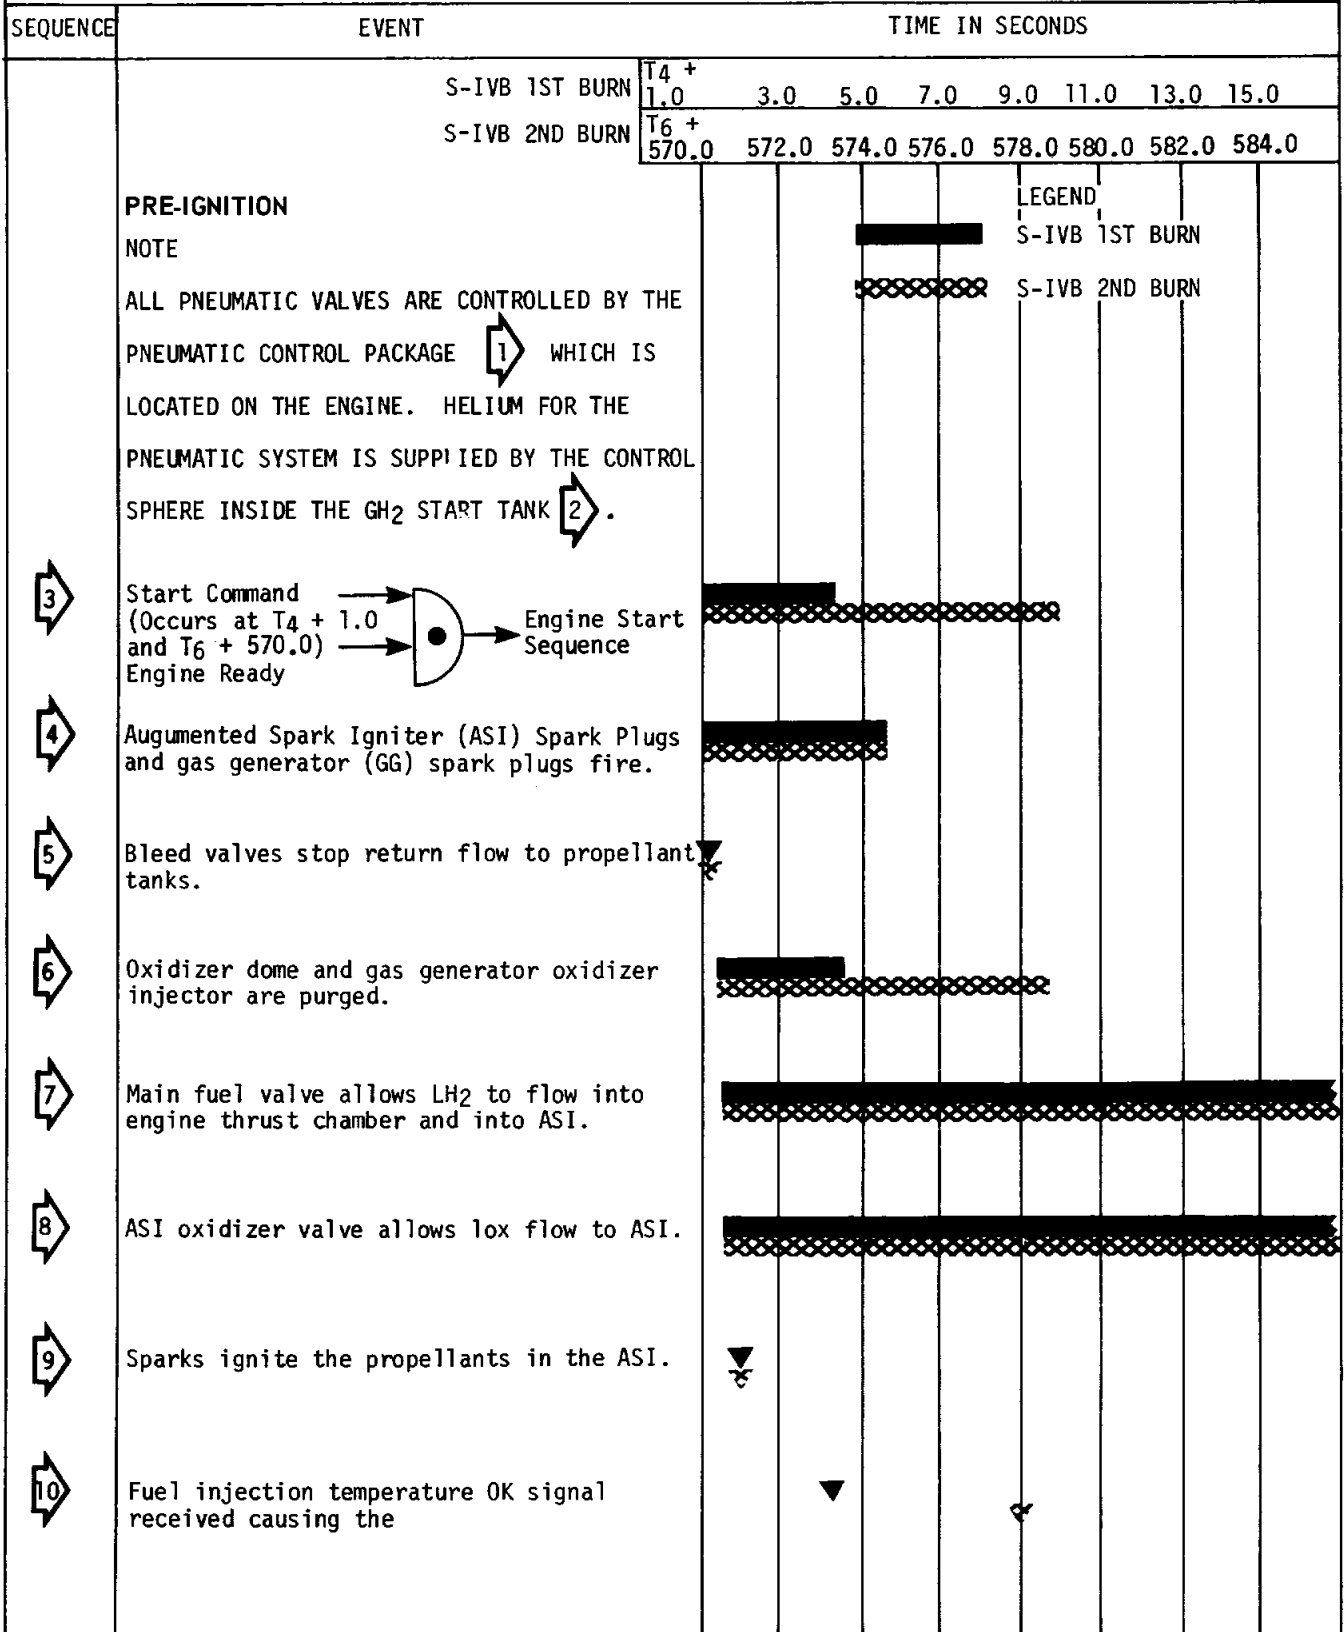 SEQUENCE EVENT TIME IN SECONDS
S-IVB 1ST BURN T4 + 1.0 3.0 5.0 7.0 9.0 11.0 13.0 15.0
S-IVB 2ND BURN T6 + 570.0 572.0 574.0 576.0 578.0 580.0 582.0 584.0
PRE-IGNITION
LEGEND
S-IVB 1ST BURN
S-IVB 2ND BURN
NOTE
ALL PNEUMATIC VALVES ARE CONTROLLED BY THE
PNEUMATIC CONTROL PACKAGE 1 WHICH IS
LOCATED ON THE ENGINE. HELIUM FOR THE
PNEUMATIC SYSTEM IS SUPPLIED BY THE CONTROL
SPHERE INSIDE THE GH2 START TANK 2 .
3 Start Command
(Occurs at T4 + 1.0
and T6 + 570.0)
Engine Ready
Engine Start
Sequence
4 Augumented Spark Igniter (ASI) Spark Plugs
and gas generator (GG) spark plugs fire.
5 Bleed valves stop return flow to propellant
tanks.
6 Oxidizer dome and gas generator oxidizer
injector are purged.
7 Main fuel valve allows LH2 to flow into
engine thrust chamber and into ASI.
8 ASI oxidizer valve allows lox flow to ASI.
9 Sparks ignite the propellants in the ASI.
10 Fuel injection temperature OK signal
received causing the